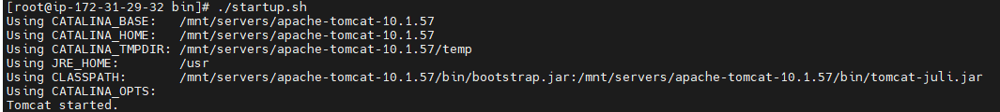 [root@ip-172-31-29-32 bin]# ./startup.sh
Using CATALINA_BASE:   /mnt/servers/apache-tomcat-10.1.57
Using CATALINA_HOME:   /mnt/servers/apache-tomcat-10.1.57
Using CATALINA_TMPDIR: /mnt/servers/apache-tomcat-10.1.57/temp
Using JRE_HOME:        /usr
Using CLASSPATH:       /mnt/servers/apache-tomcat-10.1.57/bin/bootstrap.jar:/mnt/servers/apache-tomcat-10.1.57/bin/tomcat-juli.jar
Using CATALINA_OPTS:
Tomcat started.